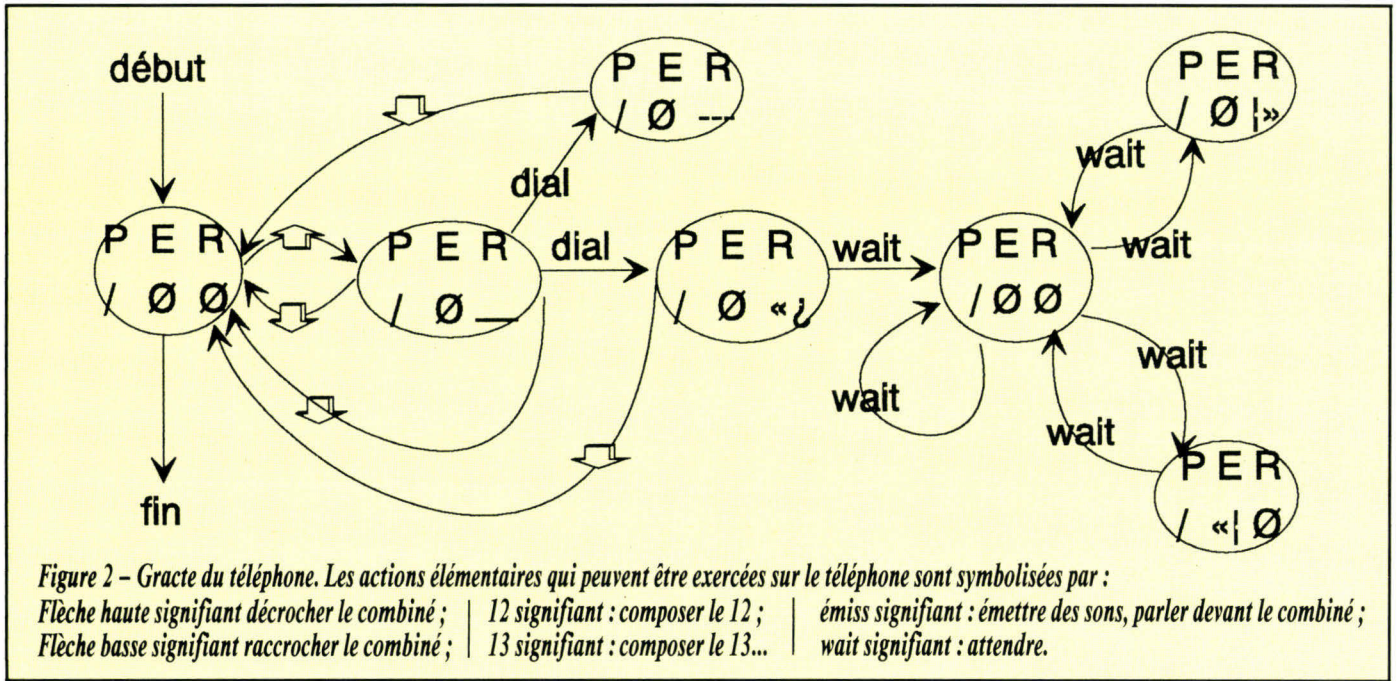 début
P E R
/ Ø ---
dial
P E R
/ Ø Ø
P E R
/ Ø __
dial
P E R
/ Ø «¿
wait
P E R
/ Ø Ø
wait
wait
wait
P E R
/ Ø ¦»
wait
wait
P E R
/ «¦ Ø
fin
Figure 2 – Gracte du téléphone. Les actions élémentaires qui peuvent être exercées sur le téléphone sont symbolisées par :
Flèche haute signifiant décrocher le combiné ; | 12 signifiant : composer le 12 ; | émiss signifiant : émettre des sons, parler devant le combiné ;
Flèche basse signifiant raccrocher le combiné ; | 13 signifiant : composer le 13... | wait signifiant : attendre.